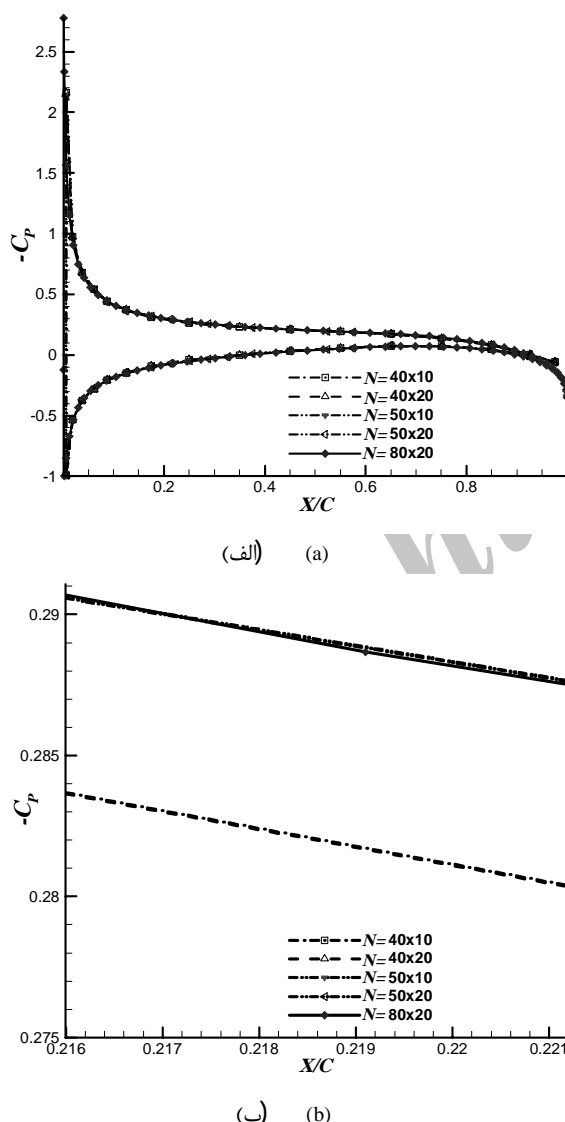 2.5
2
1.5
1
0.5
0
-0.5
-1
-C_P
0.2 0.4 0.6 0.8
X/C
N= 40x10
N= 40x20
N= 50x10
N= 50x20
N= 80x20
(الف) (a)
0.29
0.285
0.28
0.275
-C_P
0.216 0.217 0.218 0.219 0.22 0.221
X/C
N= 40x10
N= 40x20
N= 50x10
N= 50x20
N= 80x20
(ب) (b)